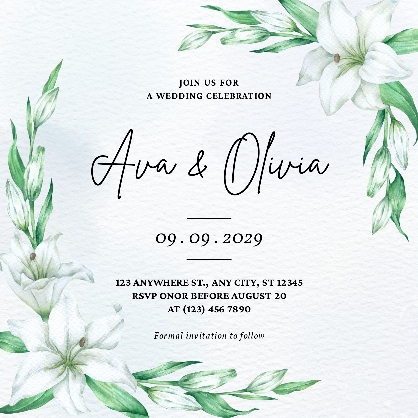 JOIN US FOR
A WEDDING CELEBRATION
Ava & Olivia
09.09.2029
123 ANYWHERE ST., ANY CITY, ST 12345
RSVP ONOR BEFORE AUGUST 20
AT (123) 456 7890
Formal invitation to follow